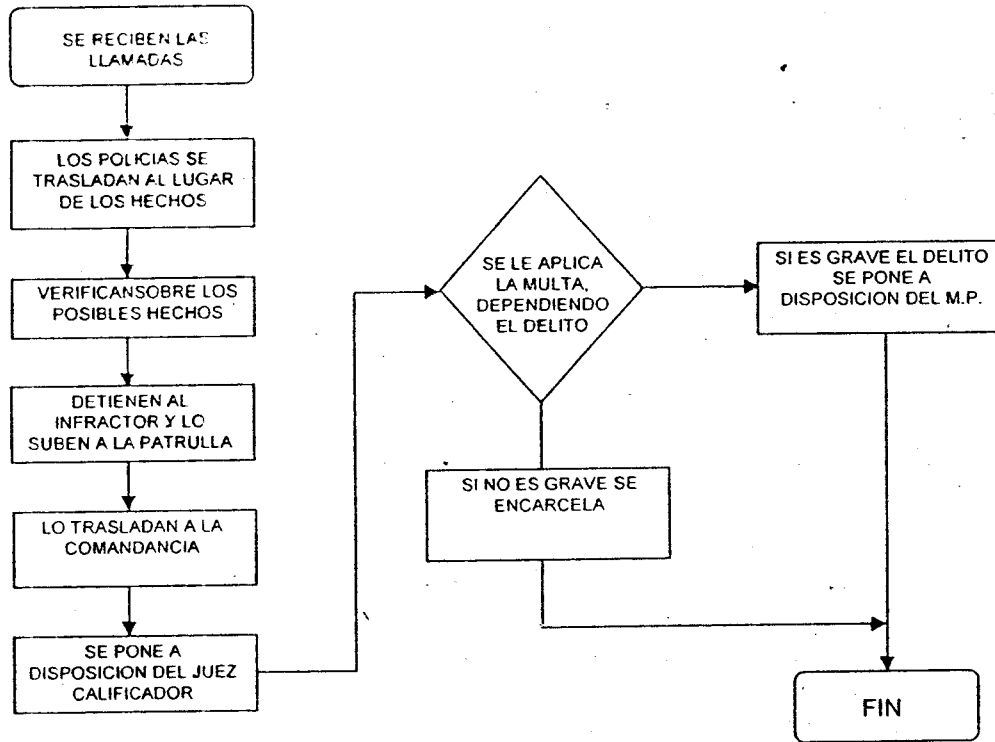 SE RECIBEN LAS
LLAMADAS
LOS POLICIAS SE
TRASLADAN AL LUGAR
DE LOS HECHOS
VERIFICANSOBRE LOS
POSIBLES HECHOS
DETIENEN AL
INFRACTOR Y LO
SUBEN A LA PATRULLA
LO TRASLADAN A LA
COMANDANCIA
SE PONE A
DISPOSICION DEL JUEZ
CALIFICADOR
SE LE APLICA
LA MULTA,
DEPENDIENDO
EL DELITO
SI ES GRAVE EL DELITO
SE PONE A
DISPOSICION DEL M.P.
SI NO ES GRAVE SE
ENCARCELA
FIN